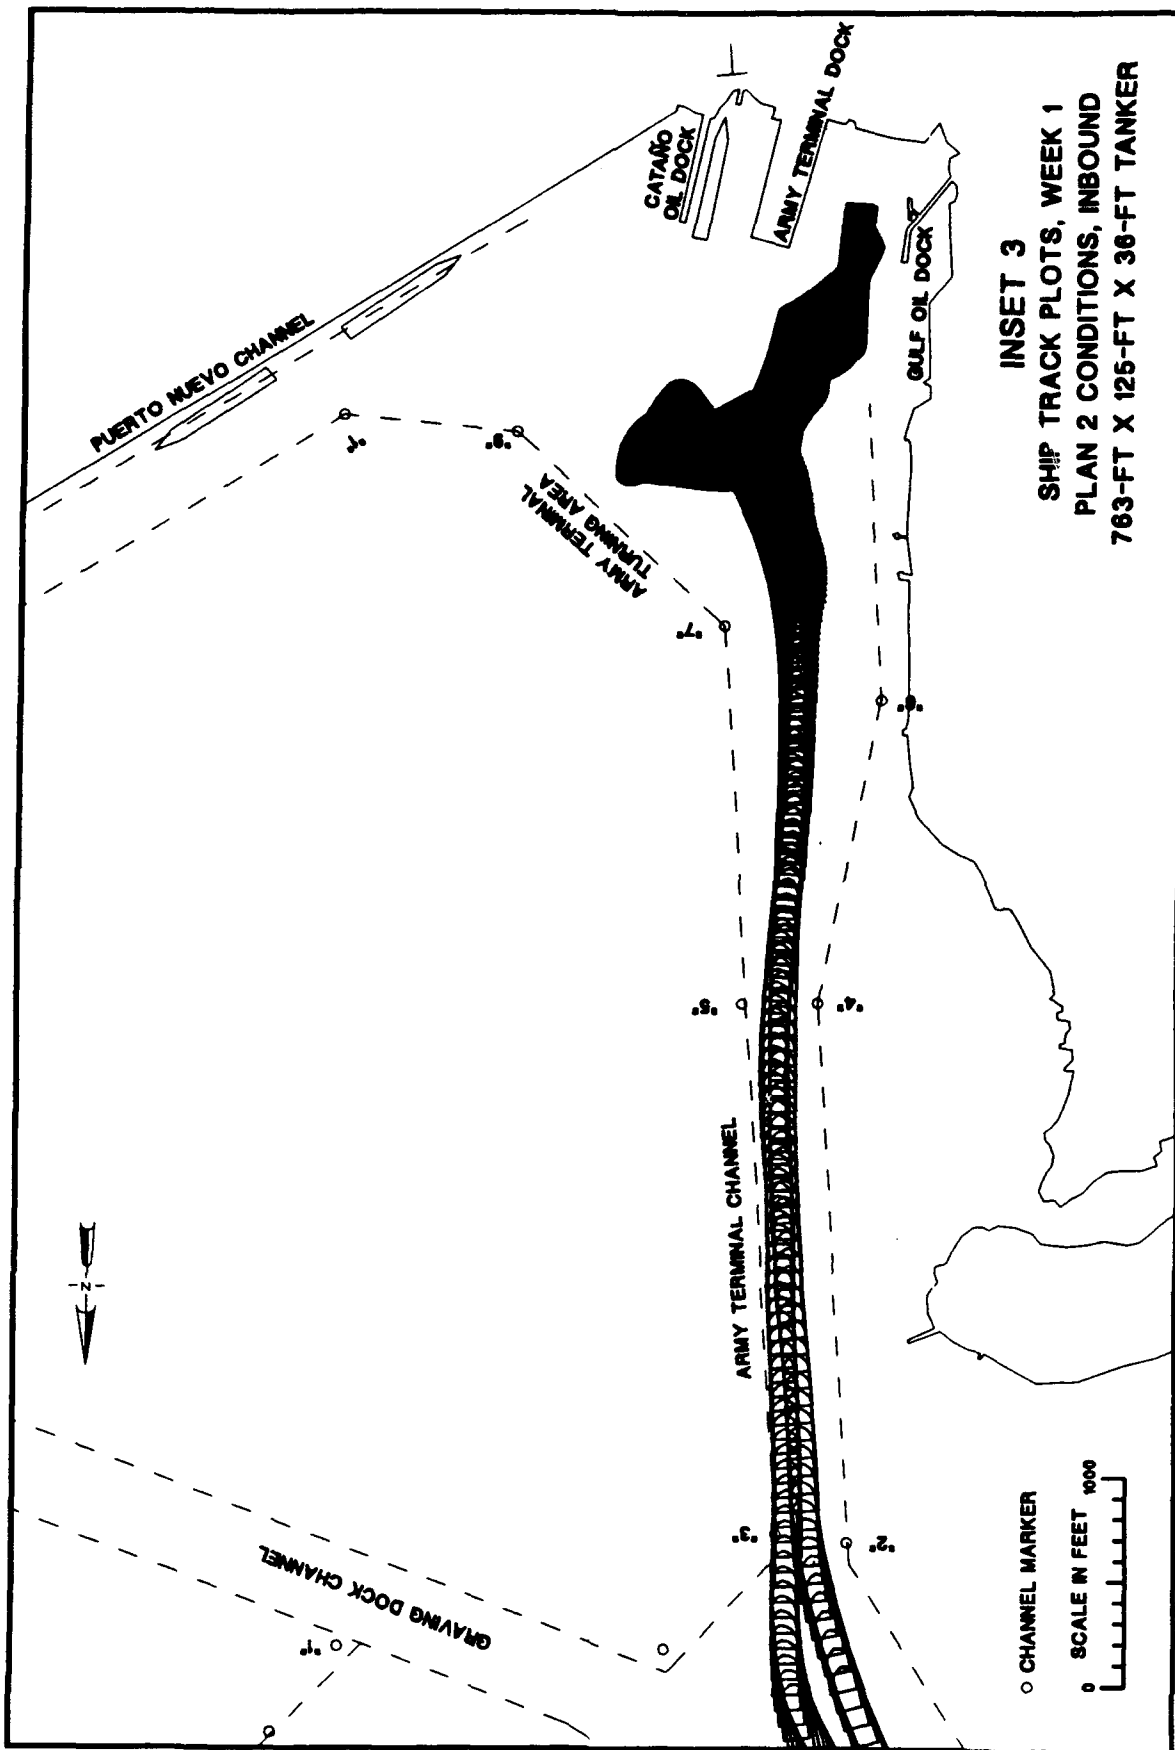 PUERTO NUEVO CHANNEL
CATAÑO
OIL DOCK
ARMY TERMINAL DOCK
GULF OIL DOCK
"1"
"9"
ARMY TERMINAL
TURNING AREA
"7"
"6"
"5"
"4"
ARMY TERMINAL CHANNEL
N
"3"
"2"
GRAVING DOCK CHANNEL
"1"
INSET 3
SHIP TRACK PLOTS, WEEK 1
PLAN 2 CONDITIONS, INBOUND
763-FT X 125-FT X 36-FT TANKER
CHANNEL MARKER
SCALE IN FEET
0 1000